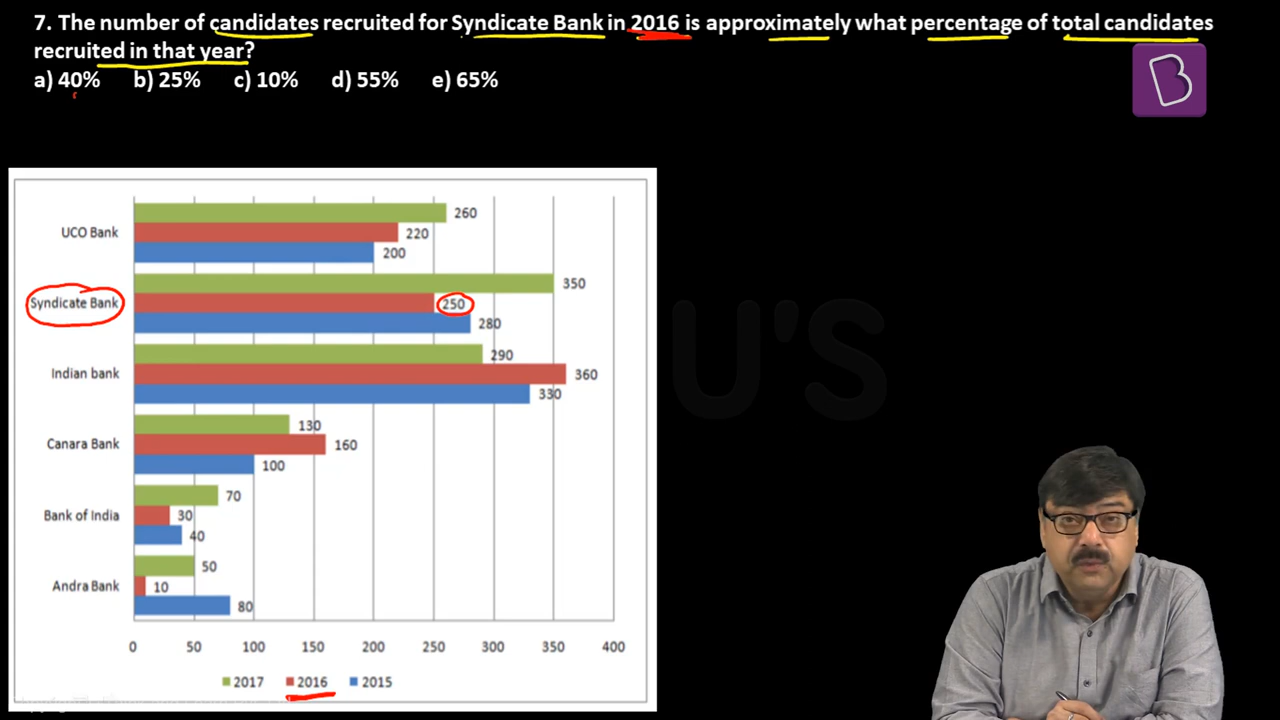 7. The number of candidates recruited for Syndicate Bank in 2016 is approximately what percentage of total candidates
recruited in that year?
a) 40% b) 25% c) 10% d) 55% e) 65%
B
U'S
260
UCO Bank 220
200
350
Syndicate Bank 250
280
290
Indian bank 360
330
130
Canara Bank 160
100
70
Bank of India 30
40
50
Andra Bank 10
80
0 50 100 150 200 250 300 350 400
2017 2016 2015